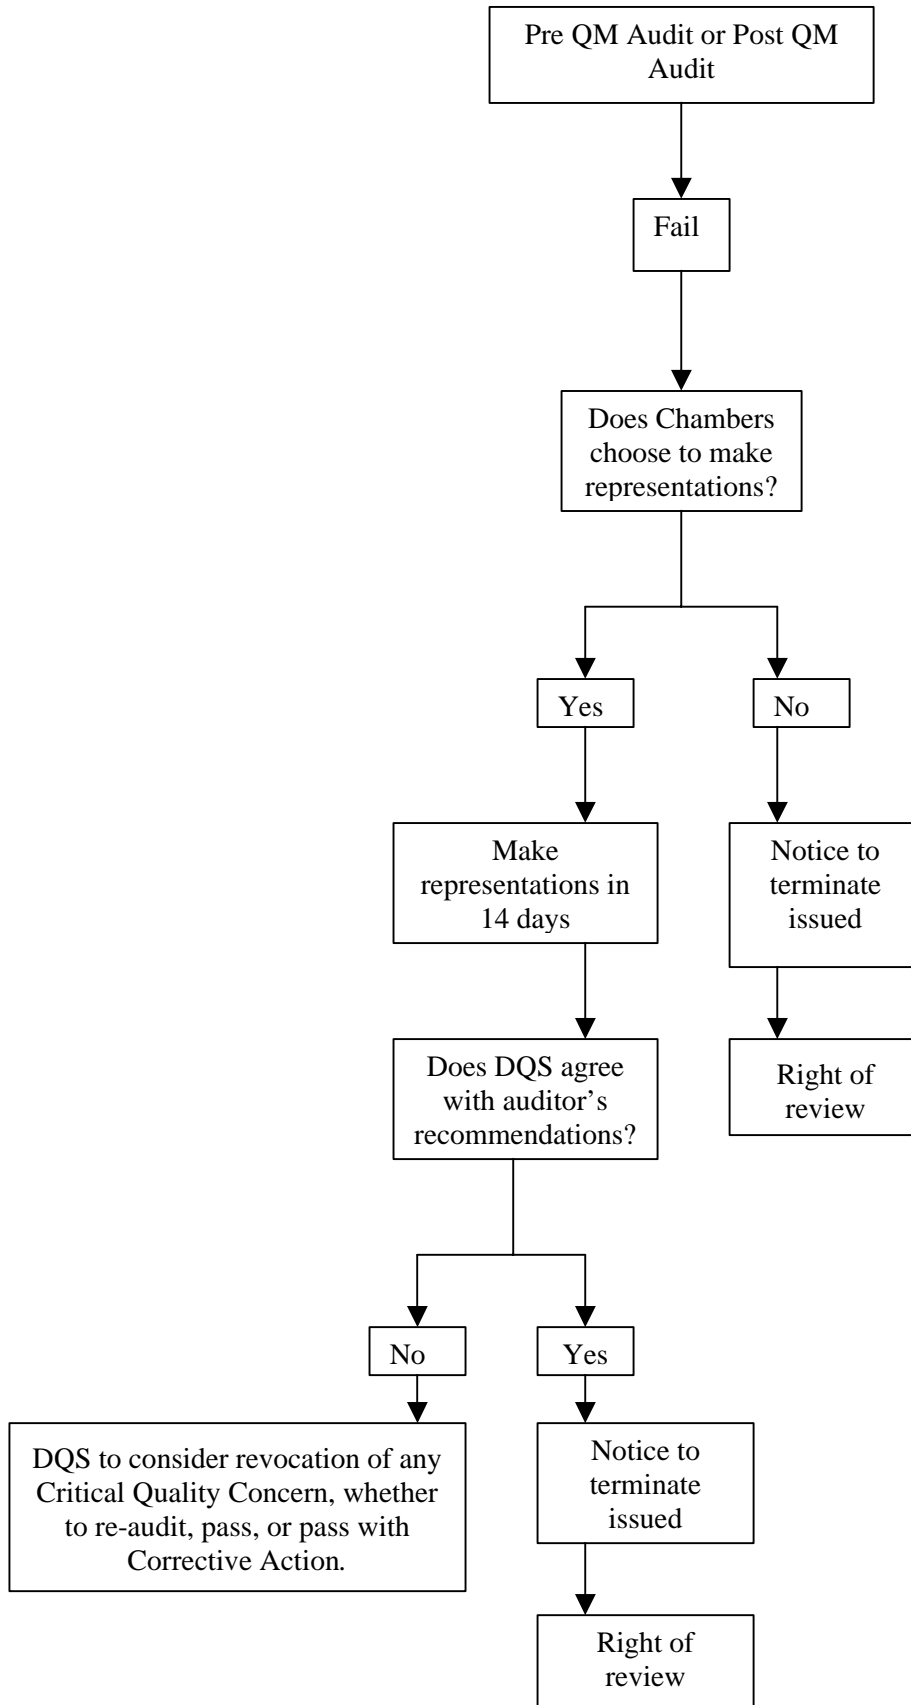 Pre QM Audit or Post QM
Audit
Fail
Does Chambers
choose to make
representations?
Yes
No
Make
representations in
14 days
Notice to
terminate
issued
Does DQS agree
with auditor’s
recommendations?
Right of
review
No
Yes
DQS to consider revocation of any
Critical Quality Concern, whether
to re-audit, pass, or pass with
Corrective Action.
Notice to
terminate
issued
Right of
review